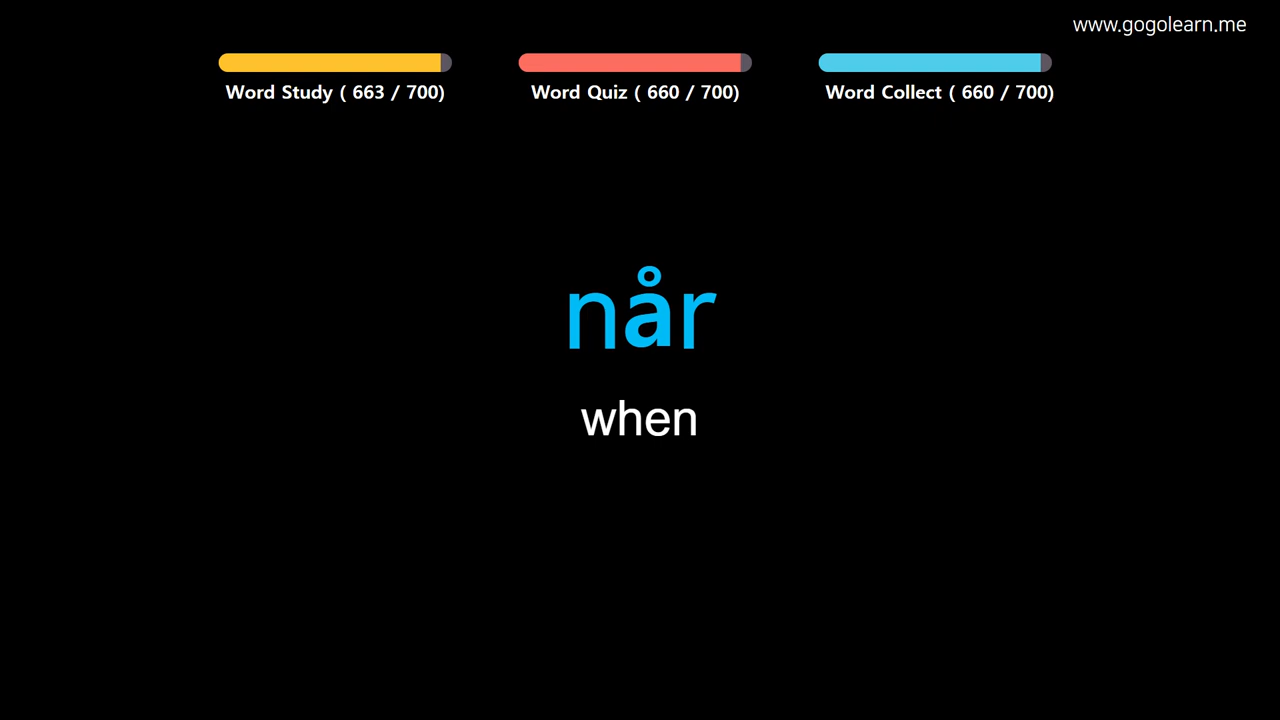 www.gogolearn.me
Word Study ( 663 / 700)
Word Quiz ( 660 / 700)
Word Collect ( 660 / 700)
når
when